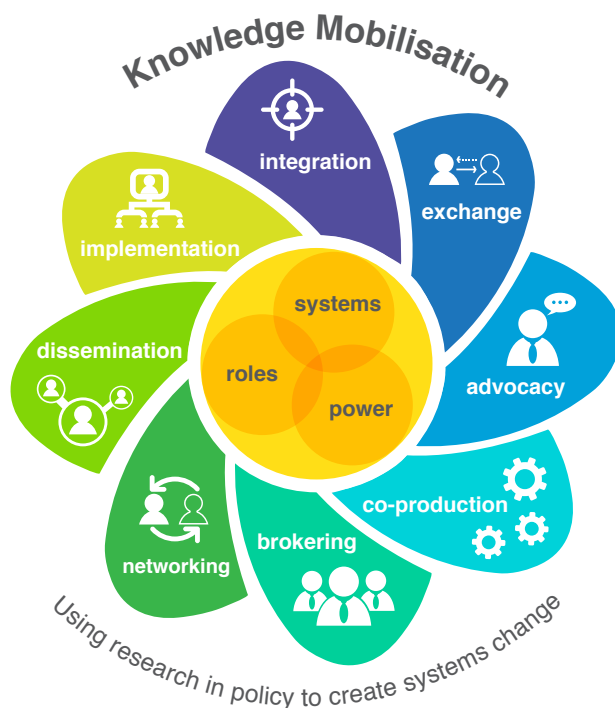 Knowledge Mobilisation
integration
exchange
advocacy
co-production
brokering
networking
dissemination
implementation
systems
roles
power
Using research in policy to create systems change